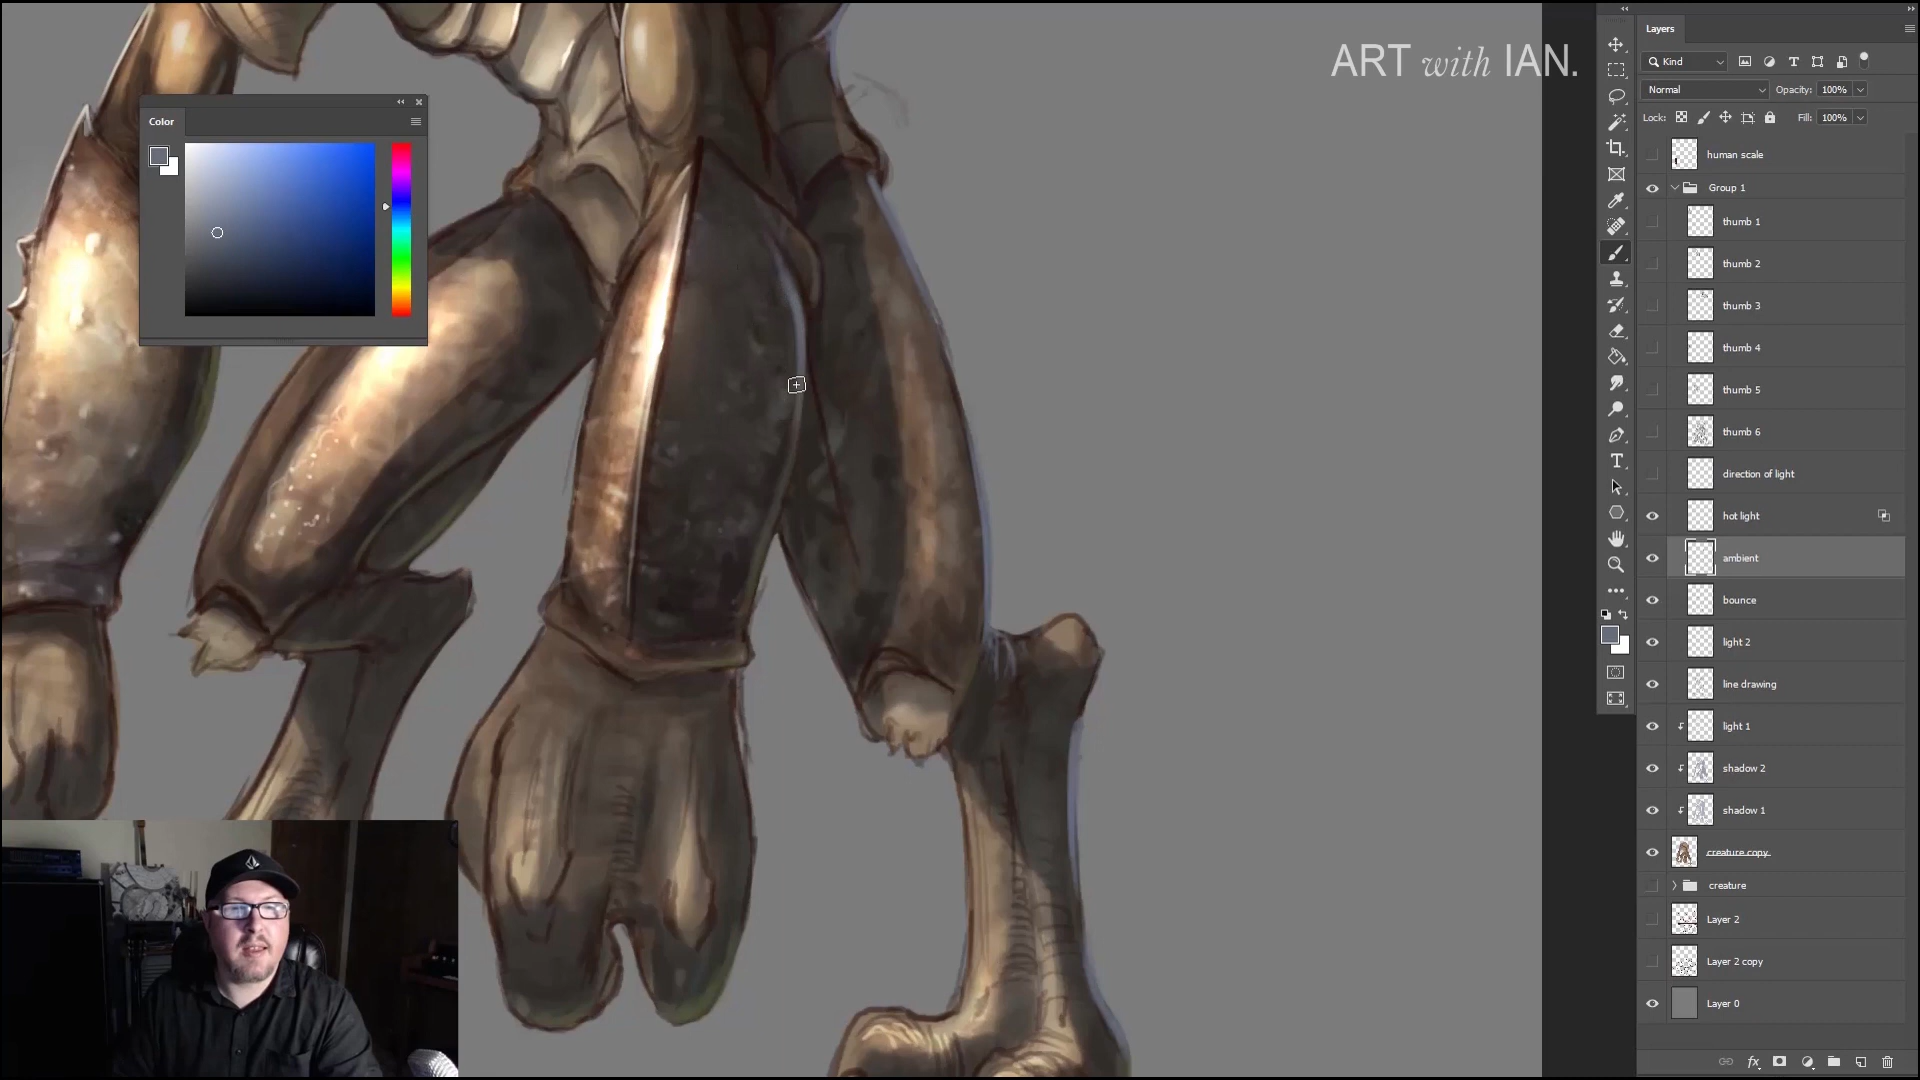 ART with IAN.
Color
Layers
Kind
Normal
Opacity: 100%
Lock:
Fill: 100%
human scale
Group 1
thumb 1
thumb 2
thumb 3
thumb 4
thumb 5
thumb 6
direction of light
hot light
ambient
bounce
light 2
line drawing
light 1
shadow 2
shadow 1
creature copy
creature
Layer 2
Layer 2 copy
Layer 0
fx